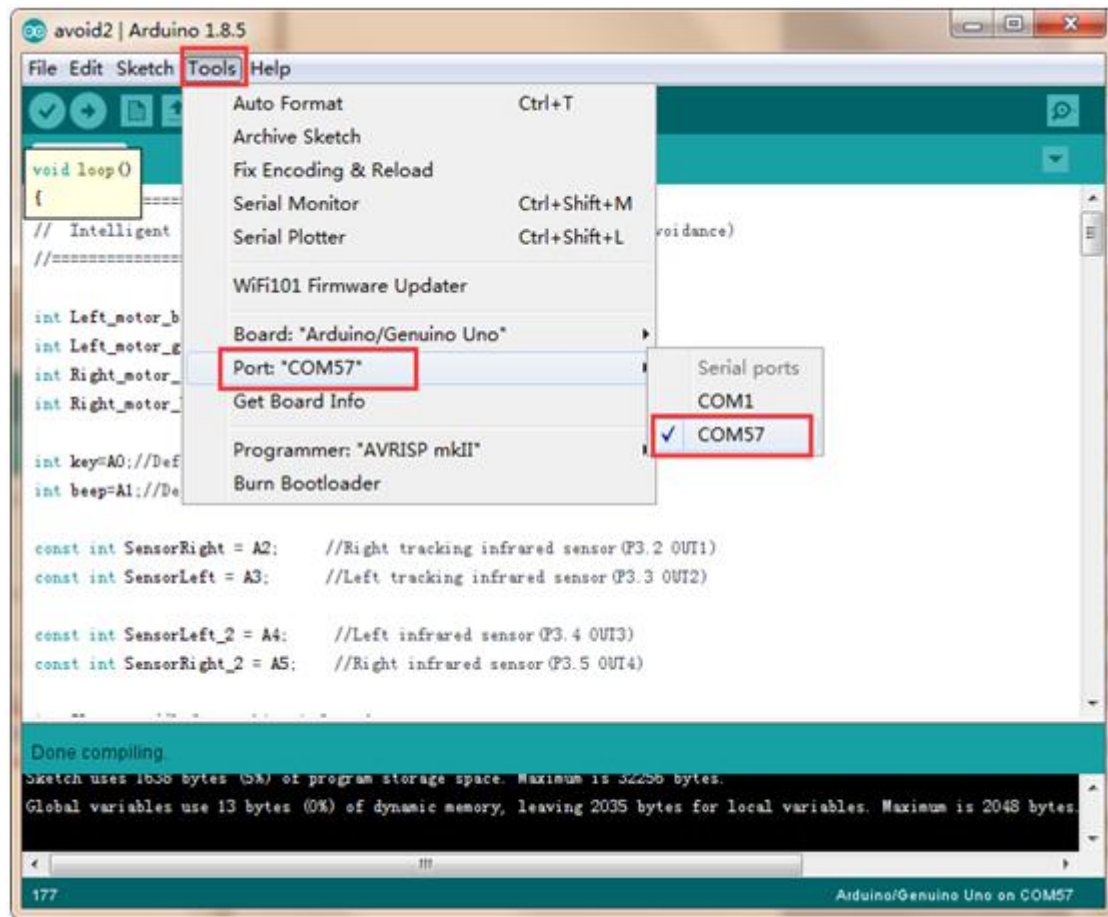 avoid2 | Arduino 1.8.5
File Edit Sketch Tools Help
Auto Format Ctrl+T
Archive Sketch
Fix Encoding & Reload
Serial Monitor Ctrl+Shift+M
Serial Plotter Ctrl+Shift+L
WiFi101 Firmware Updater
Board: "Arduino/Genuino Uno"
Port: "COM57"
Get Board Info
Programmer: "AVRISP mkII"
Burn Bootloader
Serial ports
COM1
COM57
void loop()
{
// Intelligent voidance)
//===============
int Left_motor_b
int Left_motor_g
int Right_motor_
int Right_motor_
int key=A0;//Def
int beep=A1;//De
const int SensorRight = A2; //Right tracking infrared sensor(P3.2 OUT1)
const int SensorLeft = A3; //Left tracking infrared sensor(P3.3 OUT2)
const int SensorLeft_2 = A4; //Left infrared sensor(P3.4 OUT3)
const int SensorRight_2 = A5; //Right infrared sensor(P3.5 OUT4)
Done compiling.
Sketch uses 1638 bytes (5%) of program storage space. Maximum is 32256 bytes.
Global variables use 13 bytes (0%) of dynamic memory, leaving 2035 bytes for local variables. Maximum is 2048 bytes.
177 Arduino/Genuino Uno on COM57